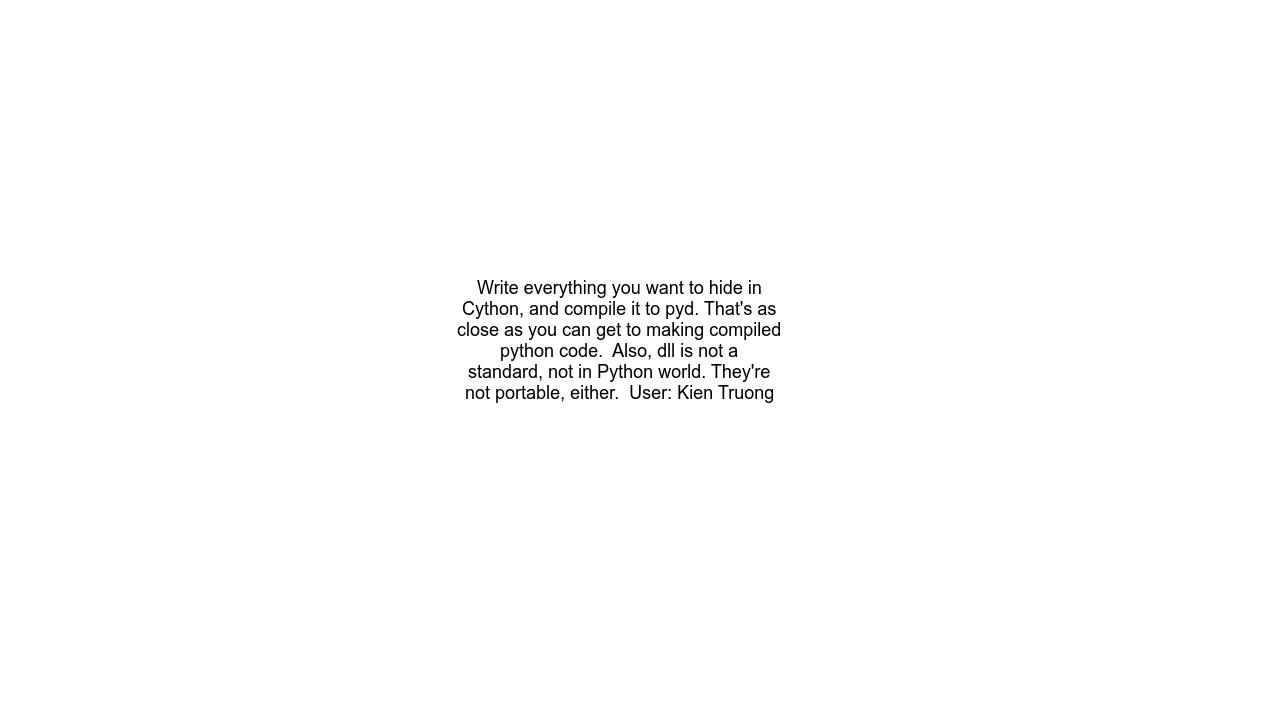 Write everything you want to hide in
Cython, and compile it to pyd. That's as
close as you can get to making compiled
python code.  Also, dll is not a
standard, not in Python world. They're
not portable, either.  User: Kien Truong